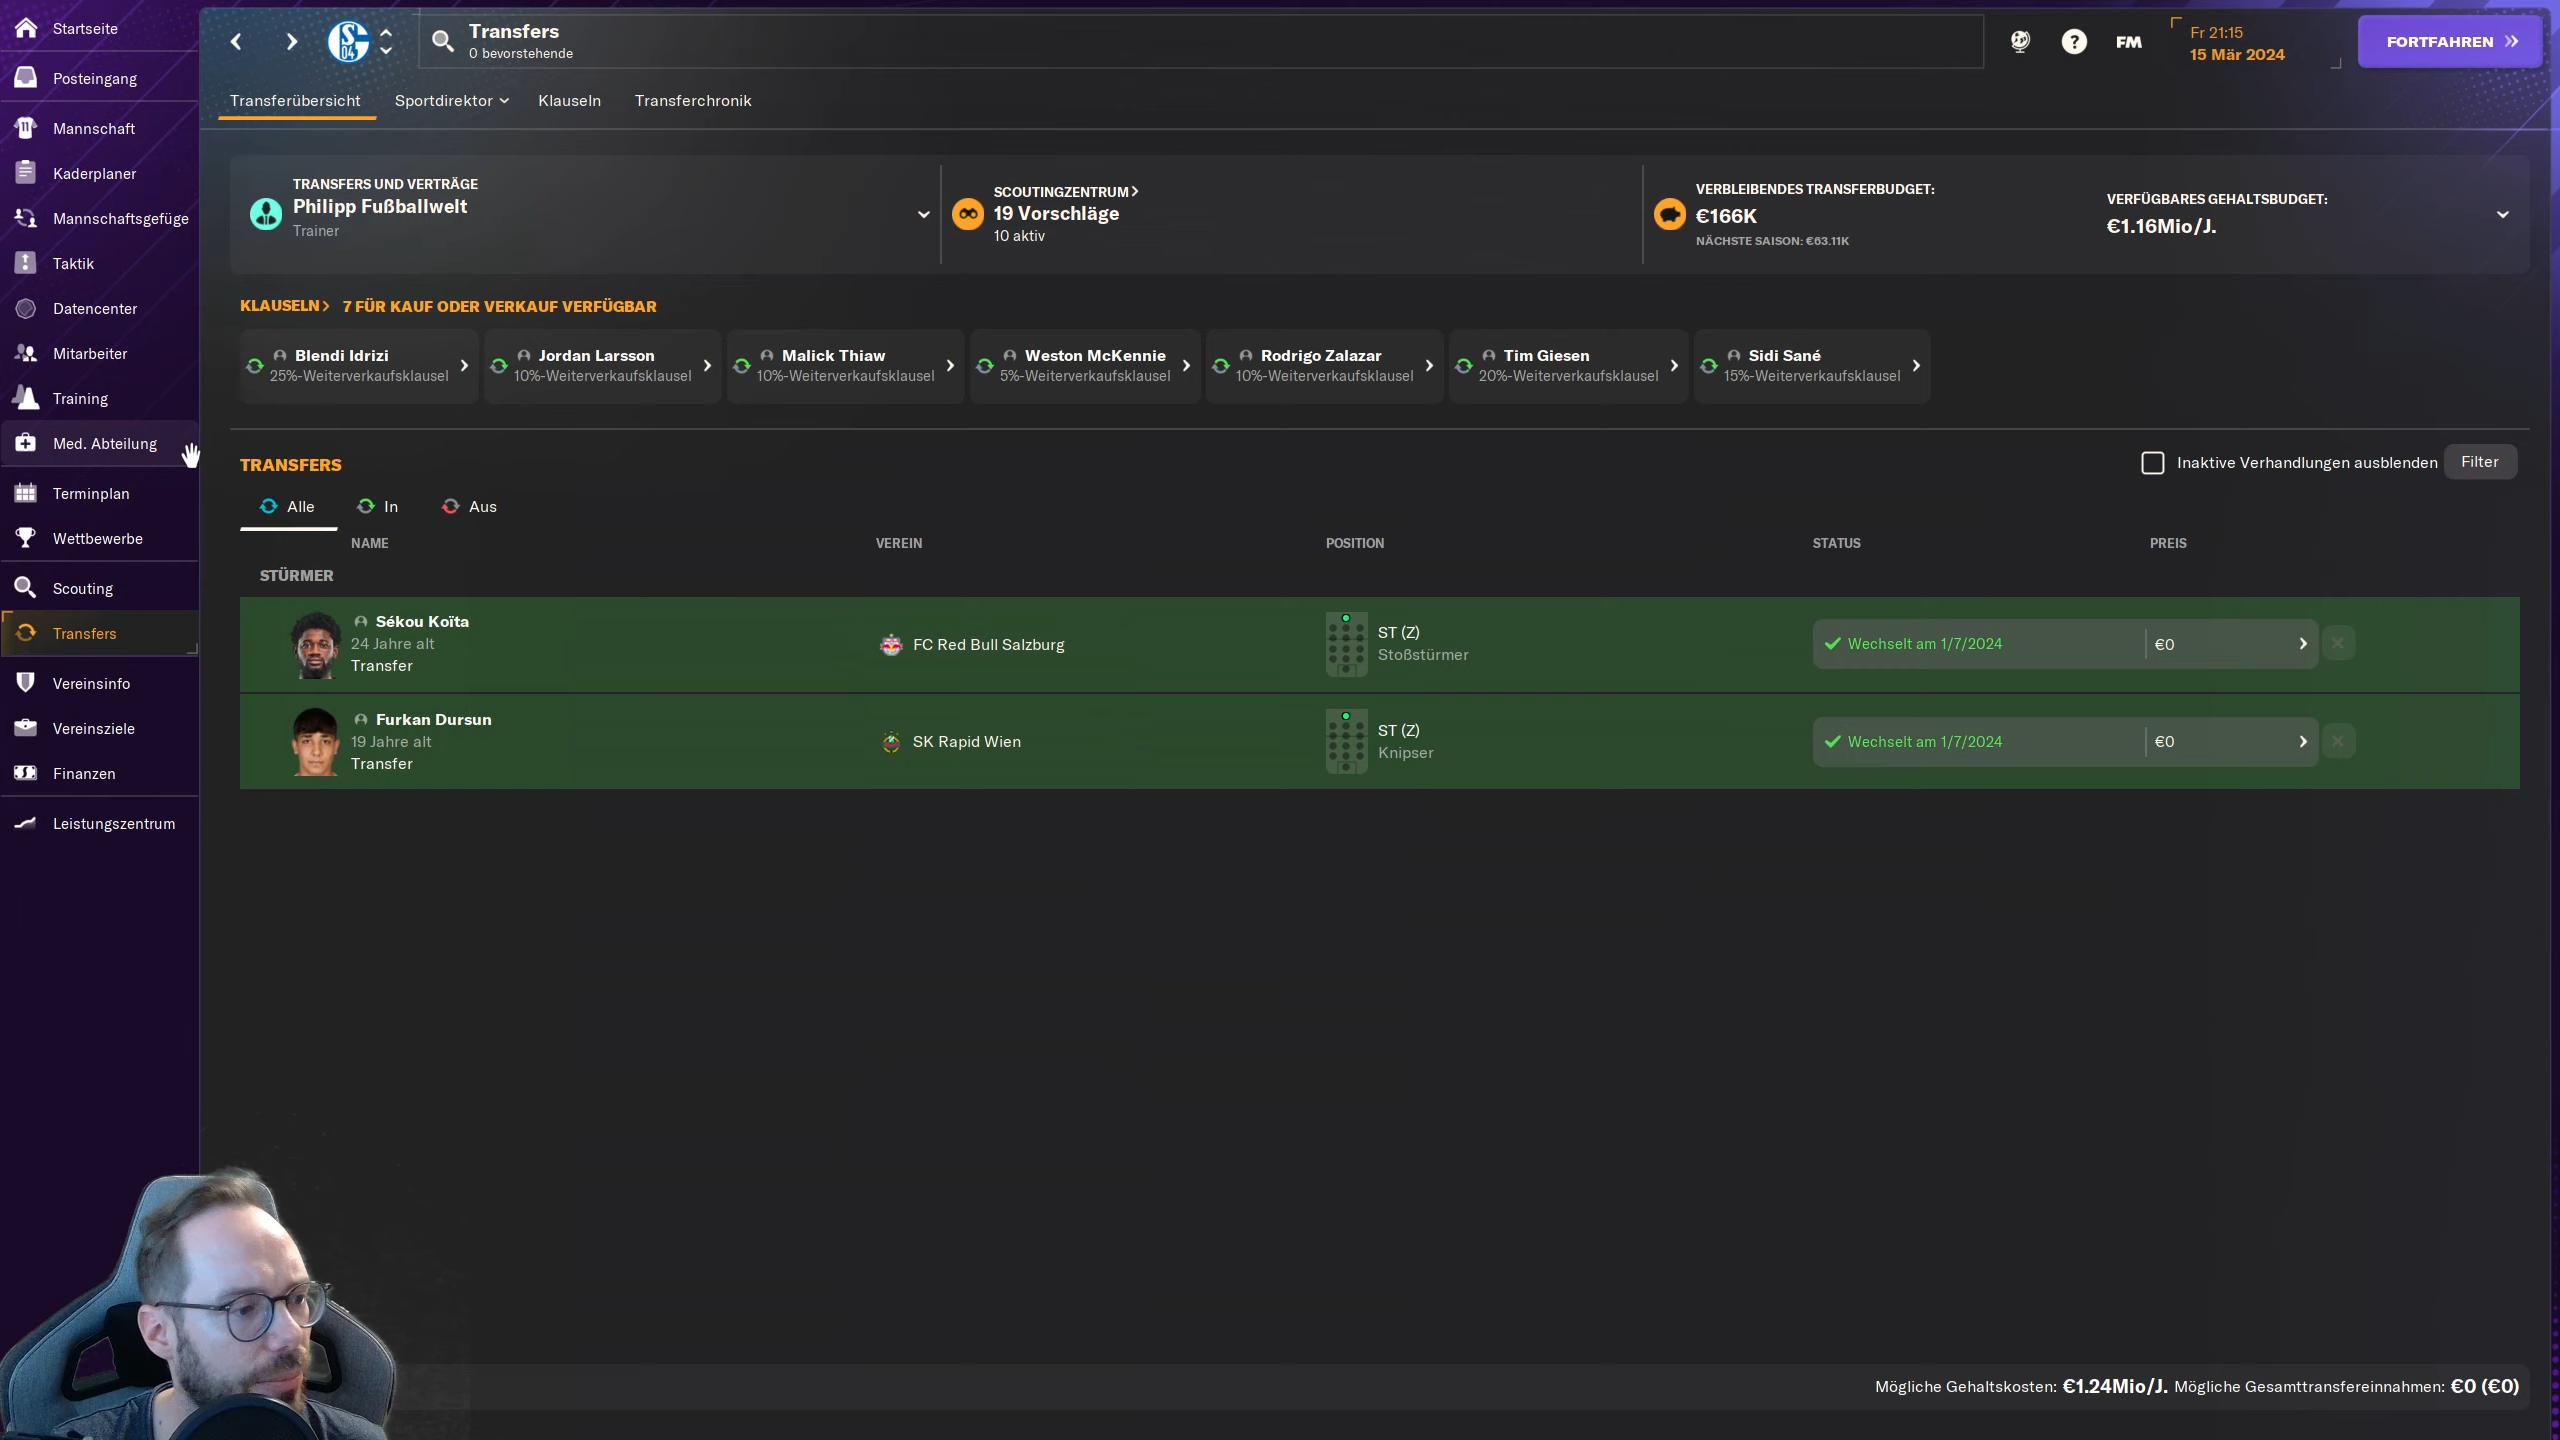 Startseite
Posteingang
Mannschaft
Kaderplaner
Mannschaftsgefüge
Taktik
Datencenter
Mitarbeiter
Training
Med. Abteilung
Terminplan
Wettbewerbe
Scouting
Transfers
Vereinsinfo
Vereinsziele
Finanzen
Leistungszentrum
Transfers
0 bevorstehende
? FM
Fr 21:15
15 Mär 2024
FORTFAHREN
Transferübersicht Sportdirektor Klauseln Transferchronik
TRANSFERS UND VERTRÄGE
Philipp Fußballwelt
Trainer
SCOUTINGZENTRUM
19 Vorschläge
10 aktiv
VERBLEIBENDES TRANSFERBUDGET:
€166K
NÄCHSTE SAISON: €63.11K
VERFÜGBARES GEHALTSBUDGET:
€1.16Mio/J.
KLAUSELN 7 FÜR KAUF ODER VERKAUF VERFÜGBAR
Blendi Idrizi
25%-Weiterverkaufsklausel
Jordan Larsson
10%-Weiterverkaufsklausel
Malick Thiaw
10%-Weiterverkaufsklausel
Weston McKennie
5%-Weiterverkaufsklausel
Rodrigo Zalazar
10%-Weiterverkaufsklausel
Tim Giesen
20%-Weiterverkaufsklausel
Sidi Sané
15%-Weiterverkaufsklausel
TRANSFERS
Inaktive Verhandlungen ausblenden Filter
Alle In Aus
NAME VEREIN POSITION STATUS PREIS
STÜRMER
Sékou Koïta
24 Jahre alt
Transfer
FC Red Bull Salzburg
ST (Z)
Stoßstürmer
Wechselt am 1/7/2024 €0
Furkan Dursun
19 Jahre alt
Transfer
SK Rapid Wien
ST (Z)
Knipser
Wechselt am 1/7/2024 €0
Mögliche Gehaltskosten: €1.24Mio/J. Mögliche Gesamttransfereinnahmen: €0 (€0)